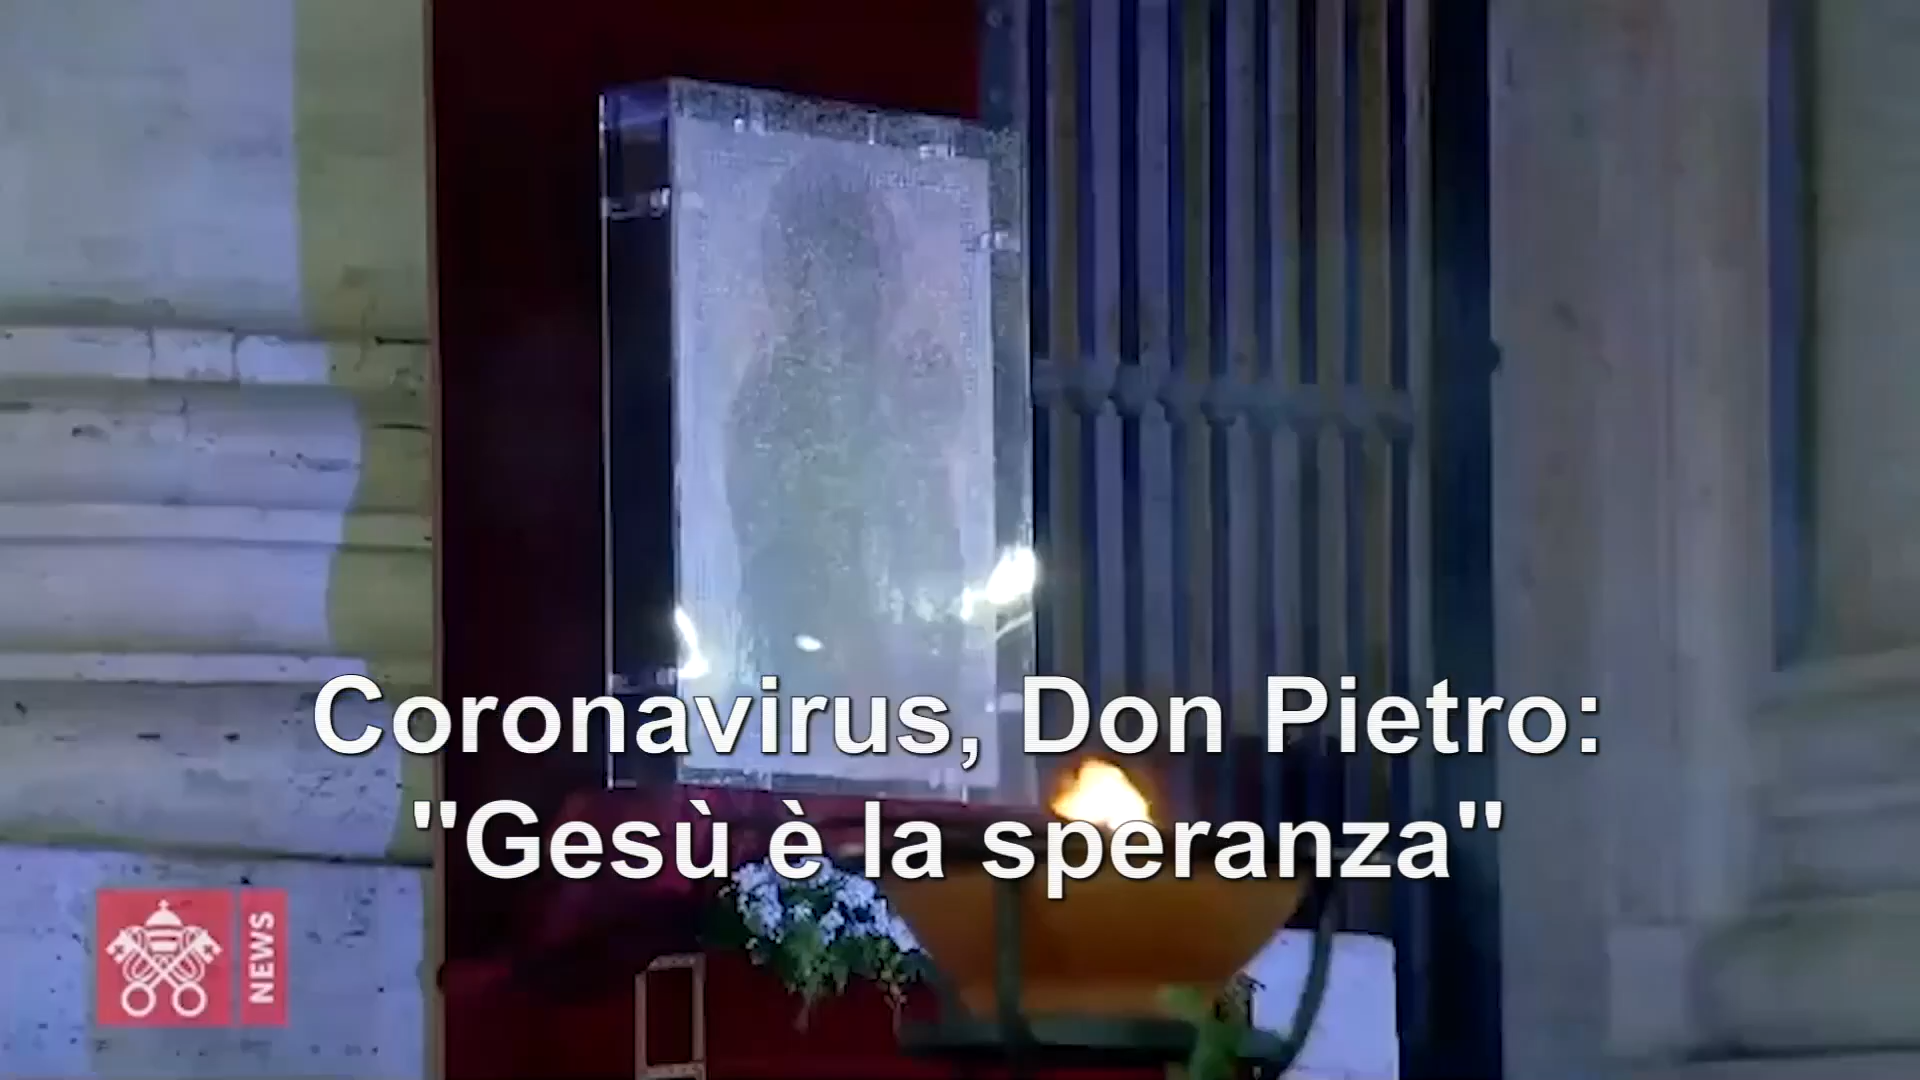 Coronavirus, Don Pietro:
"Gesù è la speranza"
NEWS